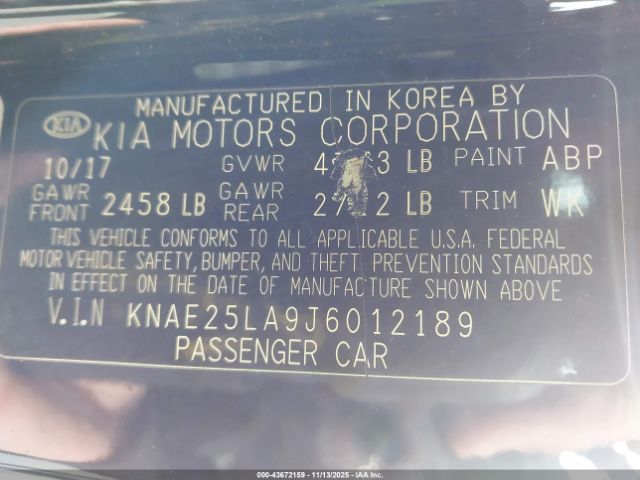 MANUFACTURED IN KOREA BY
KIA KIA MOTORS CORPORATION
10/17 GVWR LB PAINT ABP
GAWR FRONT 2458 LB GAWR REAR LB TRIM WK
THIS VEHICLE CONFORMS TO ALL APPLICABLE U.S.A. FEDERAL
MOTOR VEHICLE SAFETY, BUMPER, AND THEFT PREVENTION STANDARDS
IN EFFECT ON THE DATE OF MANUFACTURE SHOWN ABOVE.
V.I.N KNAE25LA9J6012189
PASSENGER CAR
000-43672159 - 11/13/2025 - IAA Inc.